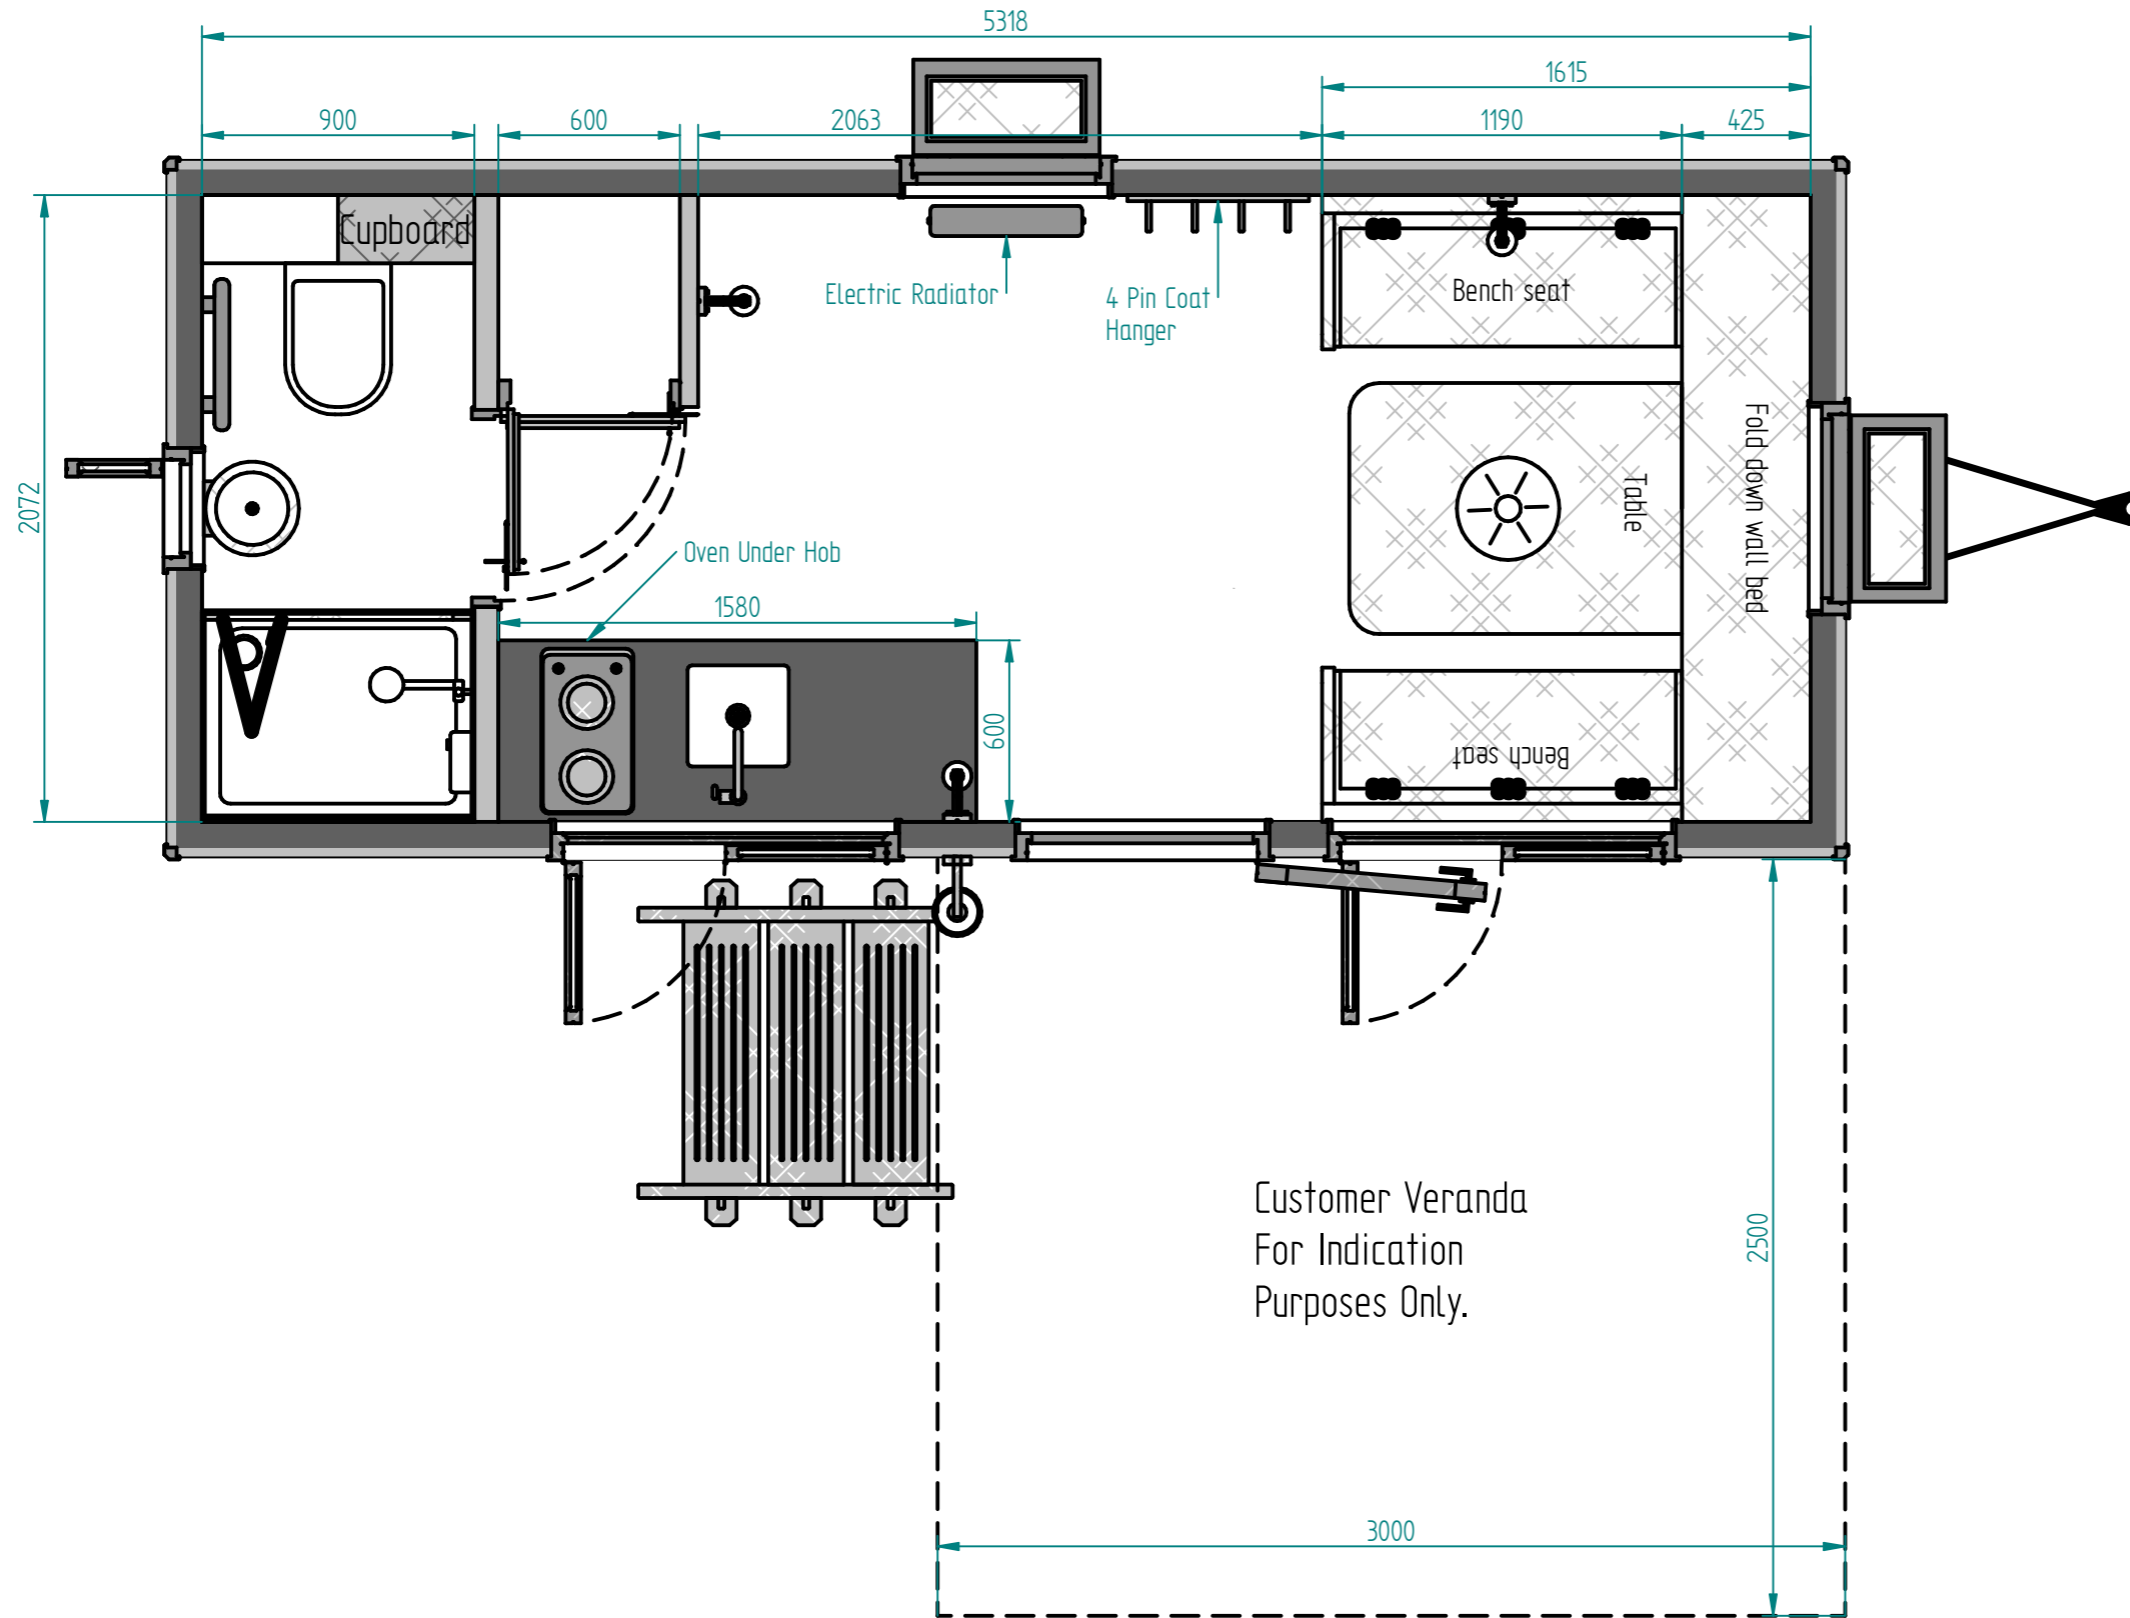 5318
1615
900
600
2063
1190
425
Cupboard
Electric Radiator
4 Pin Coat
Hanger
Bench seat
Table
Fold down wall bed
2072
Oven Under Hob
1580
600
Bench seat
Customer Veranda
For Indication
Purposes Only.
2500
3000